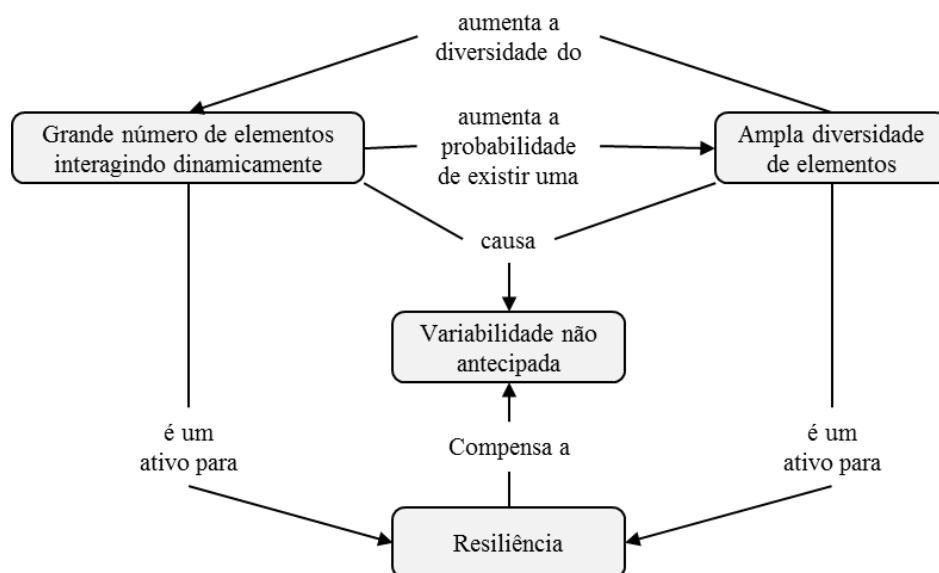 aumenta a
diversidade do
Grande número de elementos
interagindo dinamicamente
aumenta a
probabilidade
de existir uma
Ampla diversidade
de elementos
causa
Variabilidade não
antecipada
é um
ativo para
Compensa a
é um
ativo para
Resiliência